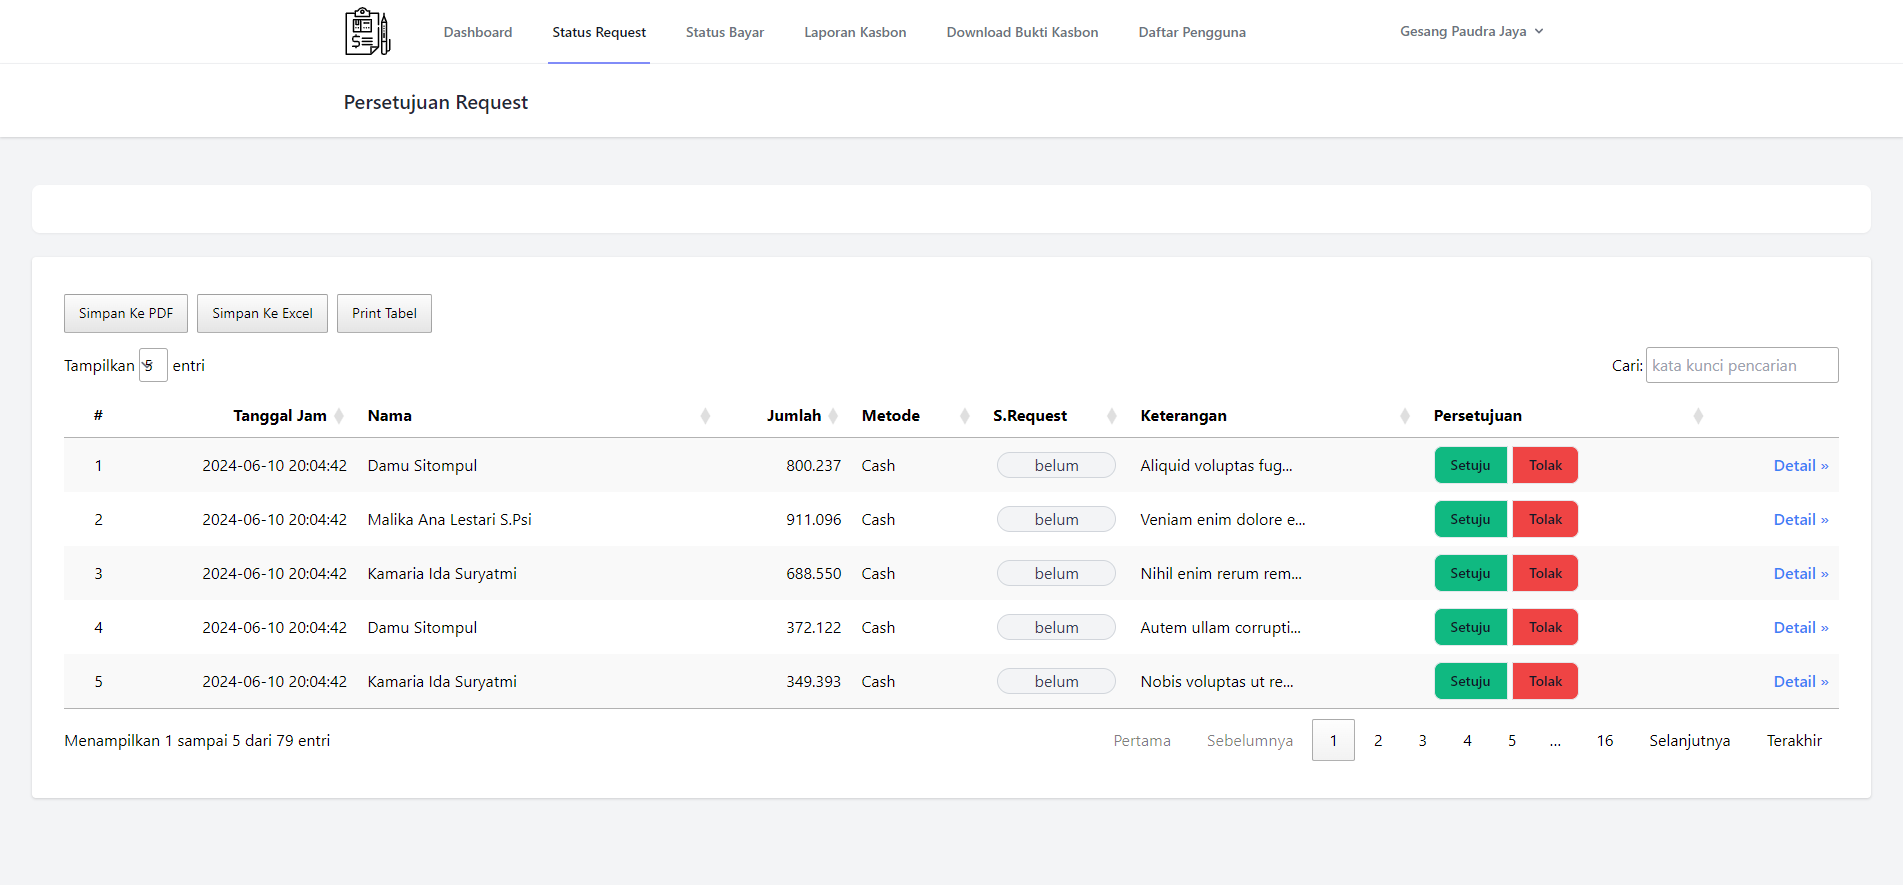 Dashboard Status Request Status Bayar Laporan Kasbon Download Bukti Kasbon Daftar Pengguna Gesang Paudra Jaya
Persetujuan Request
Simpan Ke PDF Simpan Ke Excel Print Tabel
Tampilkan 5 entri Cari: kata kunci pencarian
# Tanggal Jam Nama Jumlah Metode S.Request Keterangan Persetujuan
1 2024-06-10 20:04:42 Damu Sitompul 800.237 Cash belum Aliquid voluptas fug... Setuju Tolak Detail »
2 2024-06-10 20:04:42 Malika Ana Lestari S.Psi 911.096 Cash belum Veniam enim dolore e... Setuju Tolak Detail »
3 2024-06-10 20:04:42 Kamaria Ida Suryatmi 688.550 Cash belum Nihil enim rerum rem... Setuju Tolak Detail »
4 2024-06-10 20:04:42 Damu Sitompul 372.122 Cash belum Autem ullam corrupti... Setuju Tolak Detail »
5 2024-06-10 20:04:42 Kamaria Ida Suryatmi 349.393 Cash belum Nobis voluptas ut re... Setuju Tolak Detail »
Menampilkan 1 sampai 5 dari 79 entri Pertama Sebelumnya 1 2 3 4 5 ... 16 Selanjutnya Terakhir